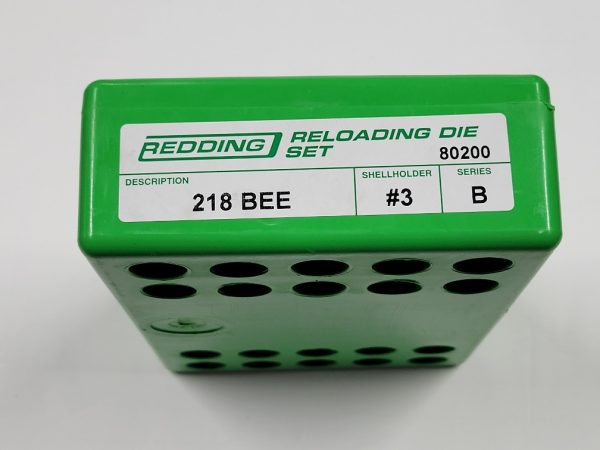 REDDING RELOADING DIE
SET 80200
DESCRIPTION SHELLHOLDER SERIES
218 BEE #3 B